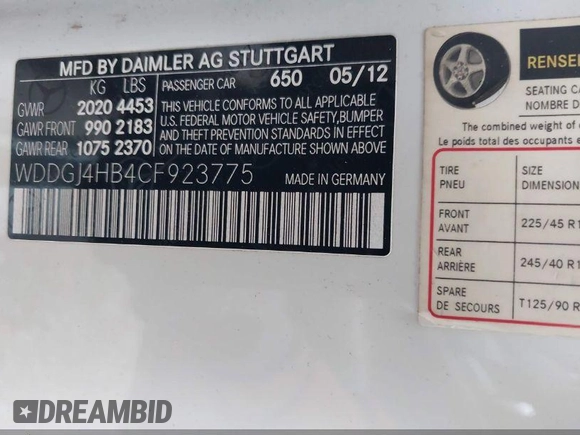 MFD BY DAIMLER AG STUTTGART
KG LBS
GVWR 2020 4453
GAWR FRONT 990 2183
GAWR REAR 1075 2370
PASSENGER CAR 650 05/12
THIS VEHICLE CONFORMS TO ALL APPLICABLE
U.S. FEDERAL MOTOR VEHICLE SAFETY,BUMPER
AND THEFT PREVENTION STANDARDS IN EFFECT
ON THE DATE OF MANUFACTURE SHOWN ABOVE.
WDDGJ4HB4CF923775 MADE IN GERMANY
RENSEI
SEATING CA
NOMBRE D
The combined weight of o
Le poids total des occupan
TIRE
PNEU
SIZE
DIMENSION
FRONT
AVANT
225/45 R1
REAR
ARRIÈRE
245/40 R1
SPARE
DE SECOURS
T125/90 R
DREAMBID